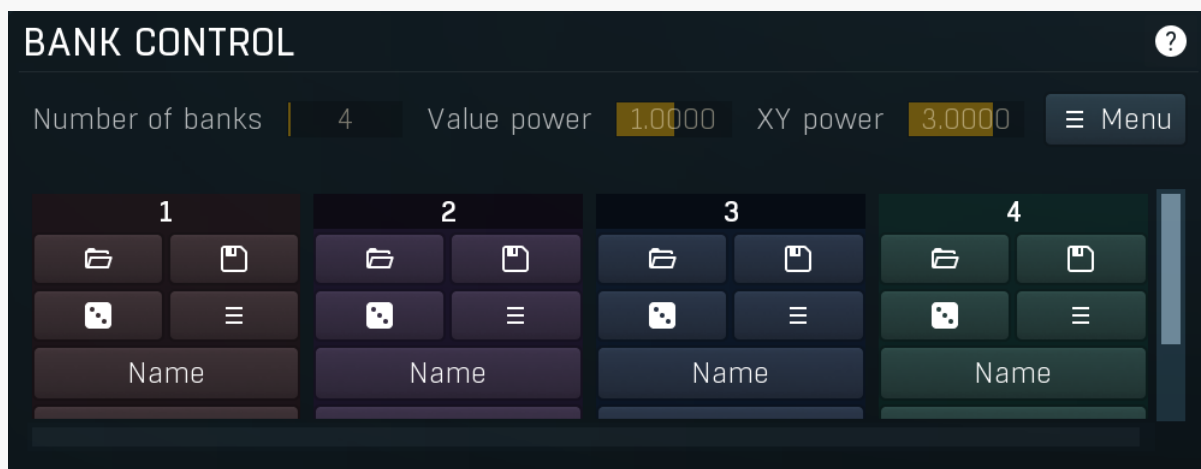 BANK CONTROL ?
Number of banks 4 Value power 1.0000 XY power 3.0000 Menu
1 2 3 4
Name Name Name Name